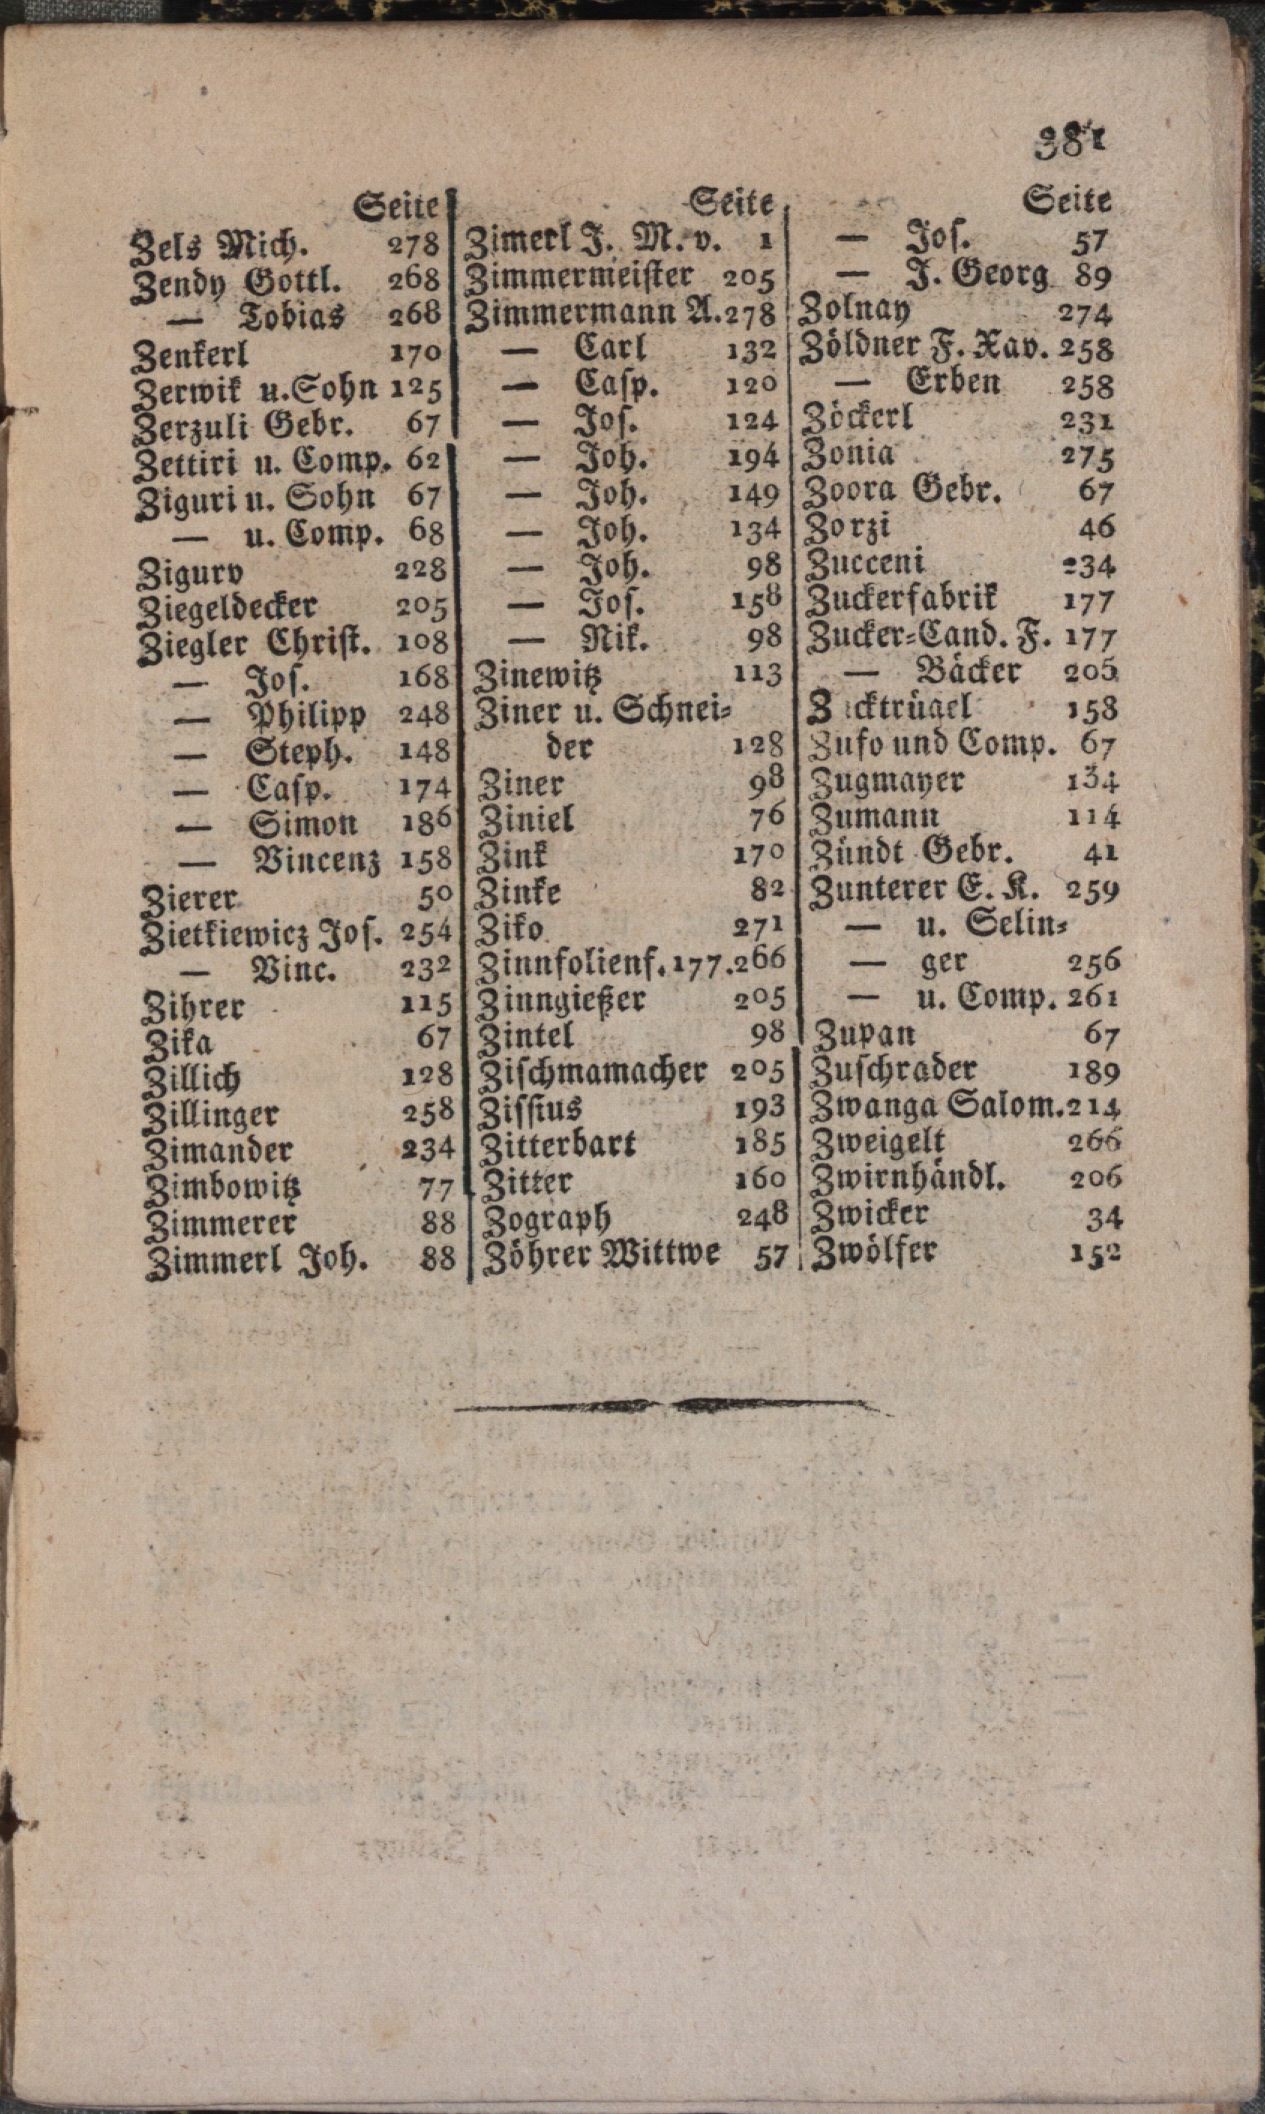 381
Seite
Zels Mich. 278
Zendy Gottl. 268
— Tobias 268
Zenkerl 170
Zerwik u. Sohn 125
Zerzuli Gebr. 67
Zettiri u. Comp. 62
Ziguri u. Sohn 67
— u. Comp. 68
Zigurv 228
Ziegeldecker 205
Ziegler Christ. 108
— Jos. 168
— Philipp 248
— Steph. 148
— Casp. 174
— Simon 186
— Vincenz 158
Zierer 50
Zietkiewicz Jos. 254
— Vinc. 232
Zihrer 115
Zika 67
Zillich 128
Zillinger 258
Zimander 234
Zimbowitz 77
Zimmerer 88
Zimmerl Joh. 88
Seite
Zimerl J. M. v. 1
Zimmermeister 205
Zimmermann A. 278
— Carl 132
— Casp. 120
— Jos. 124
— Joh. 194
— Joh. 149
— Joh. 134
— Joh. 98
— Jos. 158
— Nik. 98
Zinewitz 113
Ziner u. Schnei-
der 128
Ziner 98
Ziniel 76
Zink 170
Zinke 82
Ziko 271
Zinnfolienf. 177. 266
Zinngießer 205
Zintel 98
Zischmamacher 205
Zissius 193
Zitterbart 185
Zitter 160
Zograph 248
Zöhrer Wittwe 57
Seite
— Jos. 57
— J. Georg 89
Zolnay 274
Zöldner F. Xav. 258
— Erben 258
Zöckerl 231
Zonia 275
Zoora Gebr. 67
Zorzi 46
Zucceni 234
Zuckerfabrik 177
Zucker-Cand. F. 177
— Bäcker 205
158
Zufo und Comp. 67
Zugmayer 134
Zumann 114
Zündt Gebr. 41
Zunterer E. K. 259
— u. Selin-
— ger 256
— u. Comp. 261
Zupan 67
Zuschrader 189
Zwanga Salom. 214
Zweigelt 266
Zwirnhändl. 206
Zwicker 34
Zwölfer 152